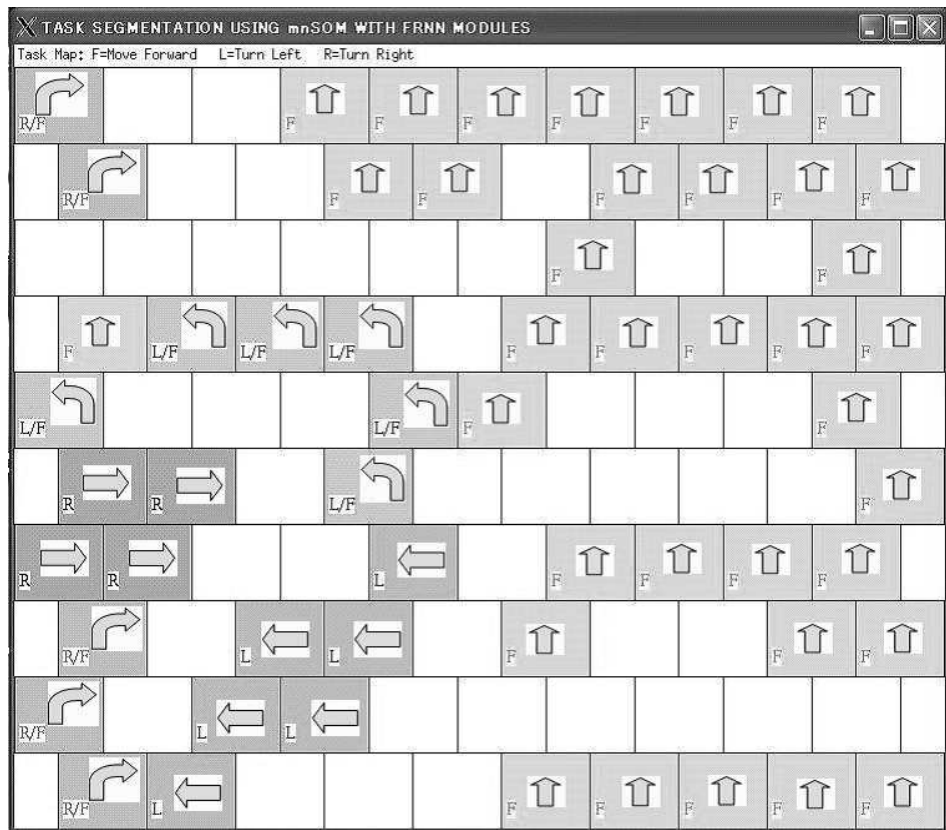 TASK SEGMENTATION USING mnSOM WITH FRNN MODULES
Task Map: F=Move Forward L=Turn Left R=Turn Right
R/F F F F F F F F
R/F F F F F F F
F F
F L/F L/F L/F F F F F F
L/F L/F F F
R R L/F F
R R L F F F F
R/F L L F F F
R/F L L
R/F L F F F F F